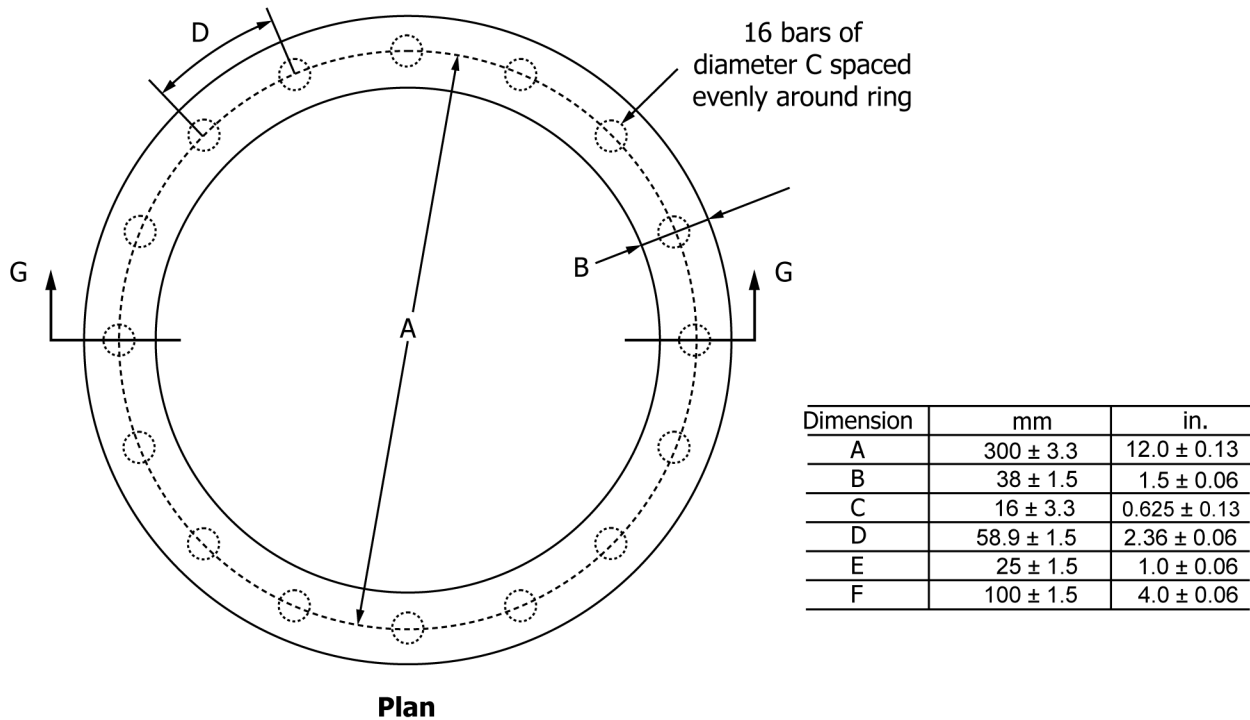 D
16 bars of
diameter C spaced
evenly around ring
G
B
G
A
Dimension mm in.
A 300 ± 3.3 12.0 ± 0.13
B 38 ± 1.5 1.5 ± 0.06
C 16 ± 3.3 0.625 ± 0.13
D 58.9 ± 1.5 2.36 ± 0.06
E 25 ± 1.5 1.0 ± 0.06
F 100 ± 1.5 4.0 ± 0.06
Plan